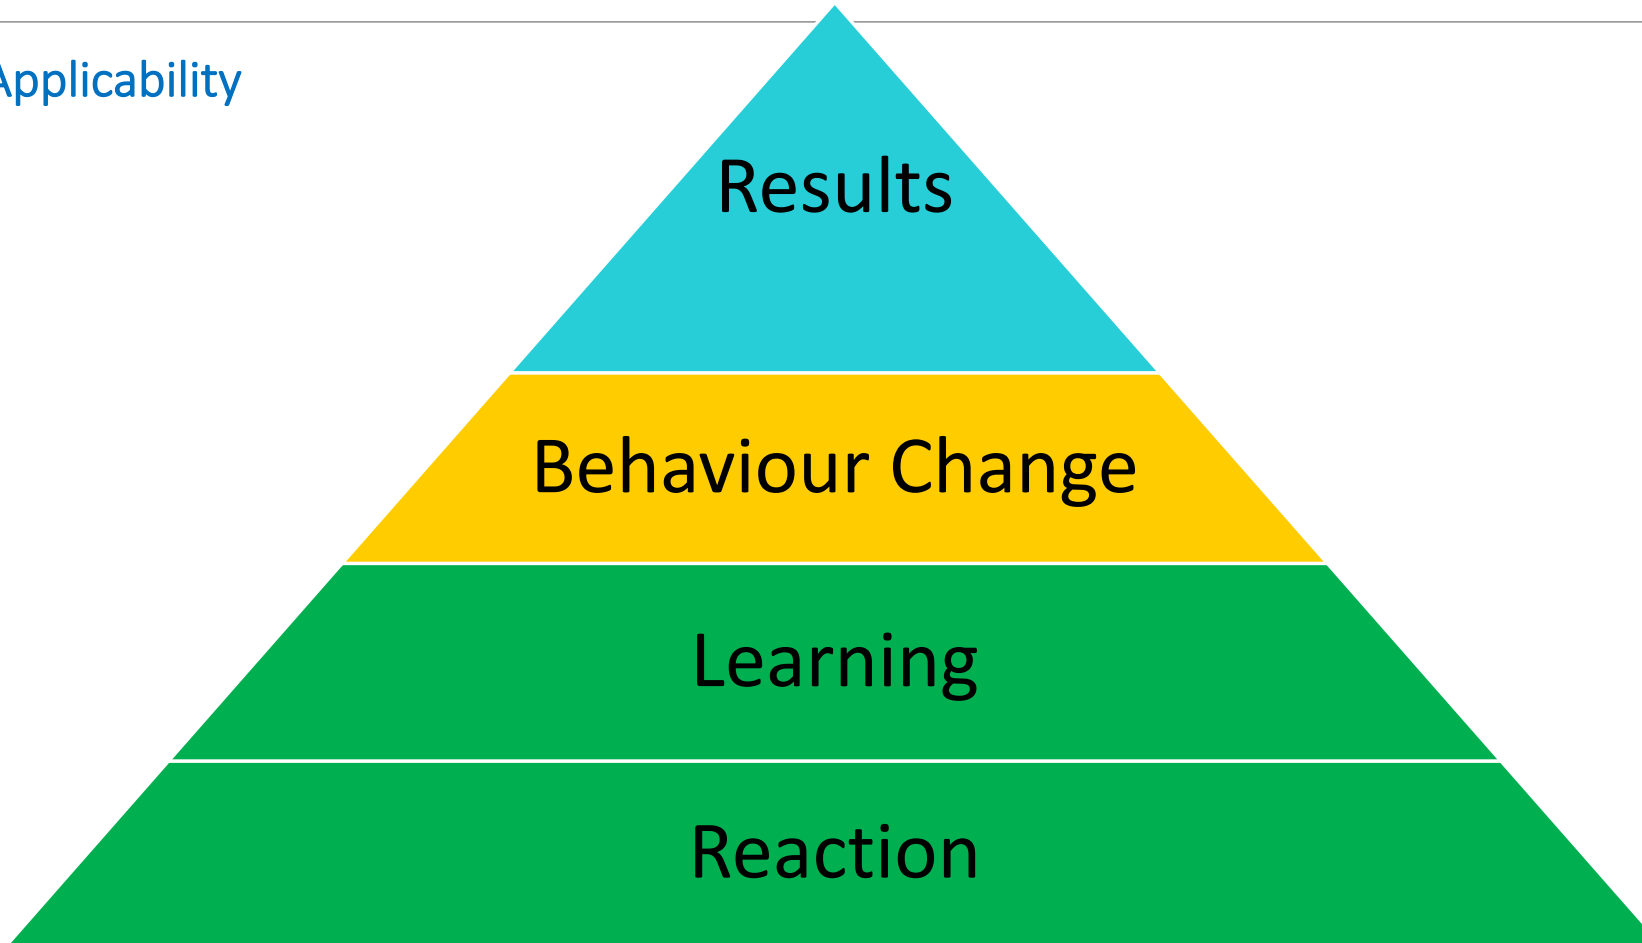 Applicability
Results
Behaviour Change
Learning
Reaction